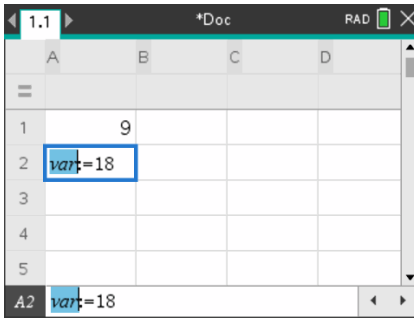 1.1 *Doc RAD
A B C D
=
1 9
2 var:=18
3
4
5
A2 var:=18